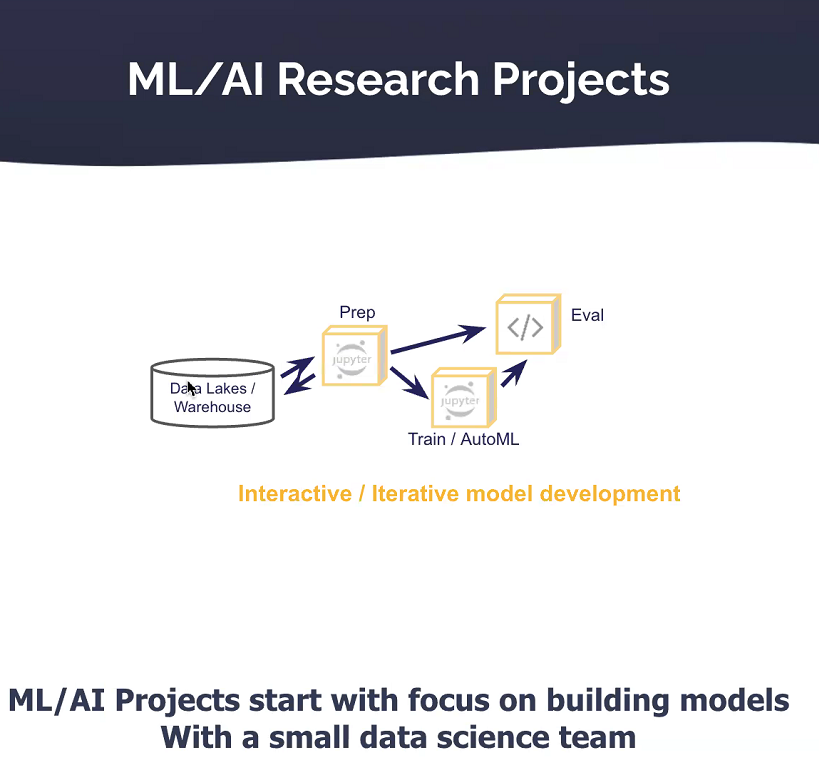 ML/AI Research Projects
Prep
Eval
jupyter
Data Lakes /
Warehouse
</>
jupyter
Train / AutoML
Interactive / Iterative model development
ML/AI Projects start with focus on building models
With a small data science team